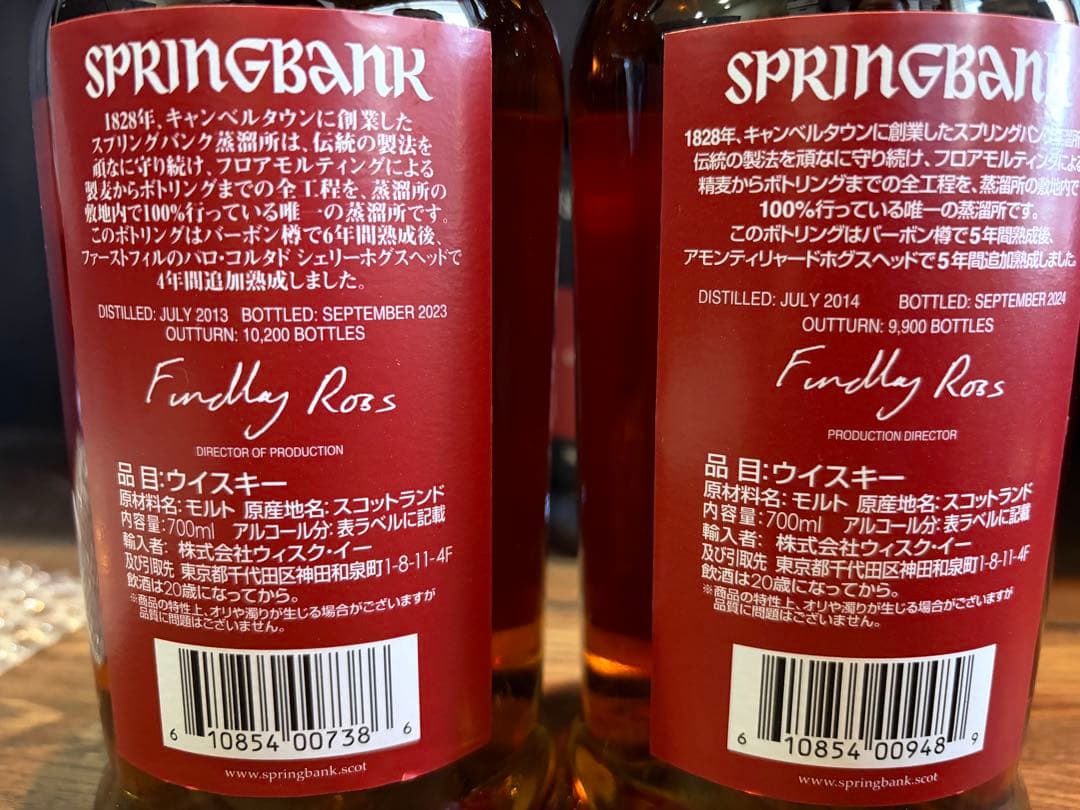 SPRINGBANK
1828年、キャンベルタウンに創業した
スプリングバンク蒸溜所は、伝統の製法を
頑なに守り続け、フロアモルティングによる
製麦からボトリングまでの全工程を、蒸溜所の
敷地内で100%行っている唯一の蒸溜所です。
このボトリングはバーボン樽で6年間熟成後、
ファーストフィルのパロ・コルタド シェリーホグスヘッドで
4年間追加熟成しました。
DISTILLED: JULY 2013 BOTTLED: SEPTEMBER 2023
OUTTURN: 10,200 BOTTLES
Findlay Ross
DIRECTOR OF PRODUCTION
品 目:ウイスキー
原材料名: モルト 原産地名: スコットランド
内容量:700ml アルコール分: 表ラベルに記載
輸入者: 株式会社ウィスク・イー
及び引取先 東京都千代田区神田和泉町1-8-11-4F
飲酒は20歳になってから。
※商品の特性上、オリや濁りが生じる場合がございますが
品質に問題はございません。
6 10854 00738 6
www.springbank.scot
SPRINGBAN
1828年、キャンベルタウンに創業したスプリングバンク蒸溜所
伝統の製法を頑なに守り続け、フロアモルティングによる
精麦からボトリングまでの全工程を、蒸溜所の敷地内で
100%行っている唯一の蒸溜所です。
このボトリングはバーボン樽で5年間熟成後、
アモンティリャードホグスヘッドで5年間追加熟成しました。
DISTILLED: JULY 2014 BOTTLED: SEPTEMBER 2024
OUTTURN: 9,900 BOTTLES
Findlay Ross
PRODUCTION DIRECTOR
品 目:ウイスキー
原材料名: モルト 原産地名: スコットランド
内容量:700ml アルコール分: 表ラベルに記載
輸入者: 株式会社ウィスク・イー
及び引取先 東京都千代田区神田和泉町1-8-11-4F
飲酒は20歳になってから。
※商品の特性上、オリや濁りが生じる場合がございますが
品質に問題はございません。
6 10854 00948 9
www.springbank.scot